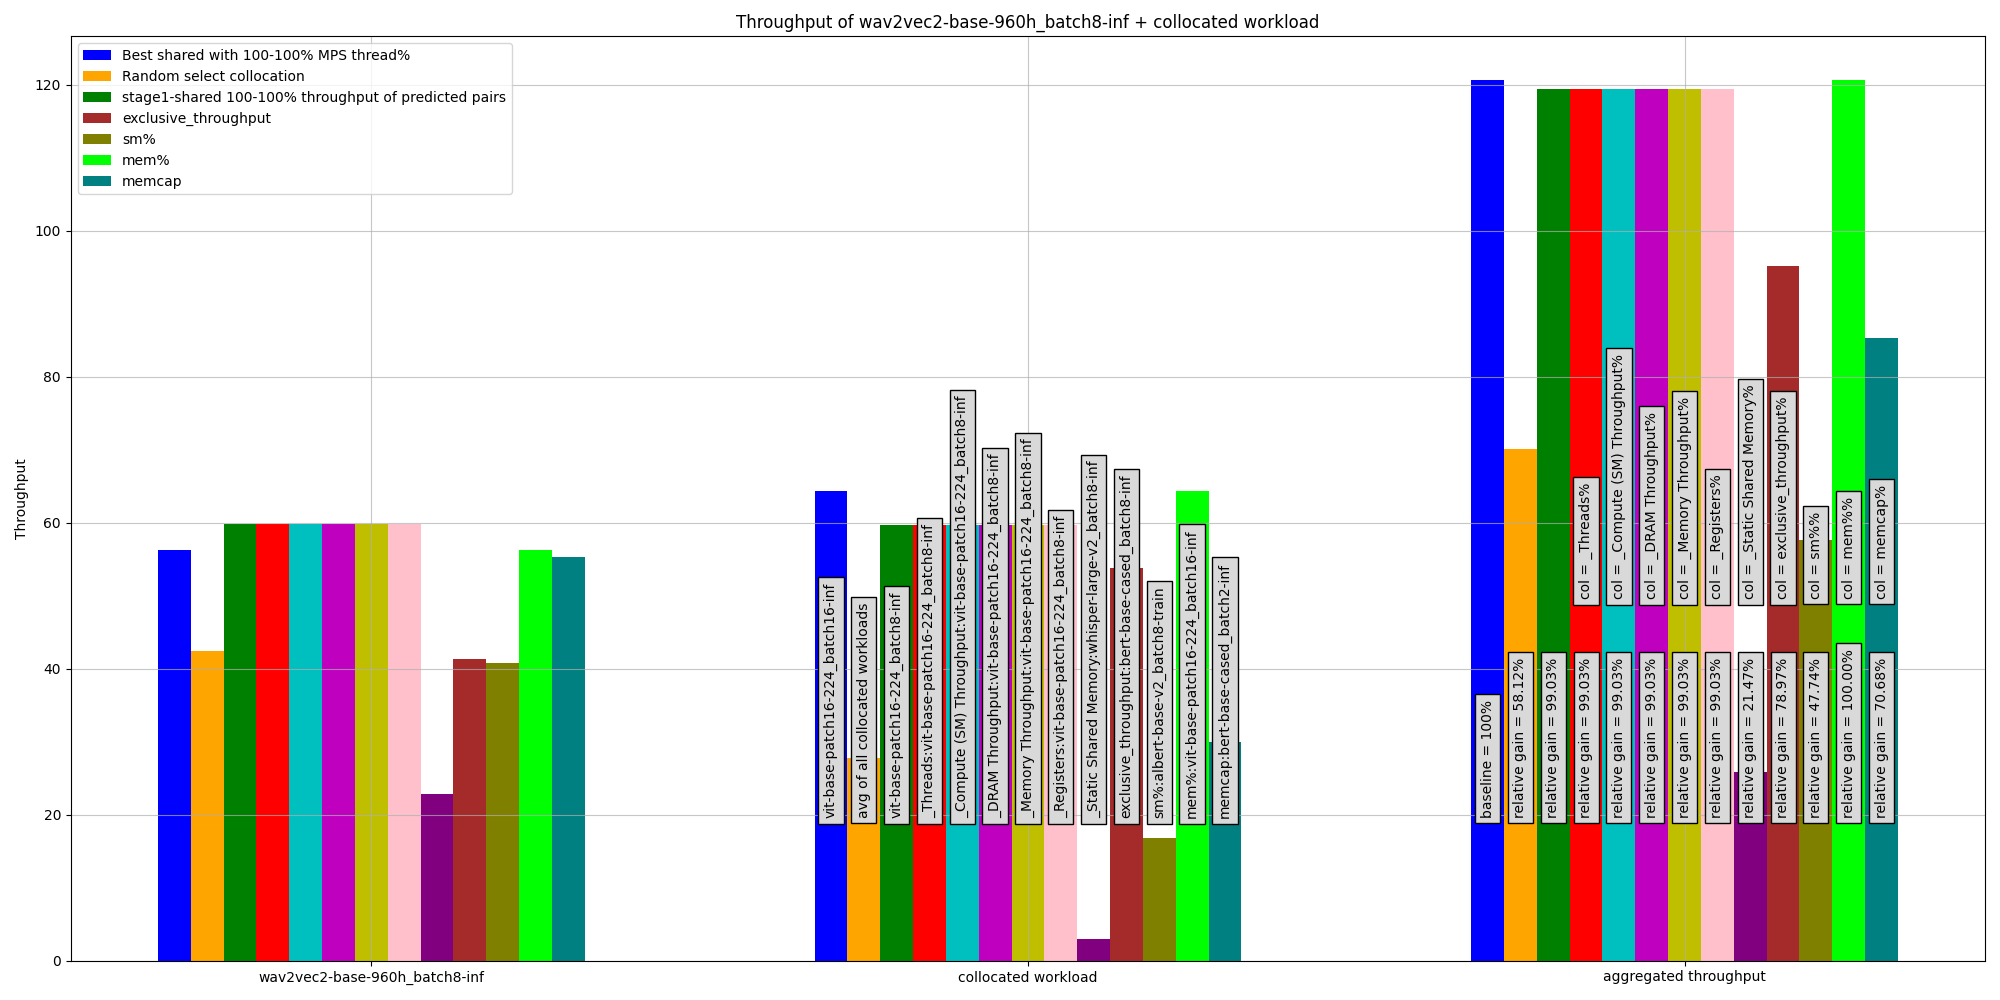 Throughput of wav2vec2-base-960h_batch8-inf + collocated workload
Best shared with 100-100% MPS thread%
Random select collocation
stage1-shared 100-100% throughput of predicted pairs
exclusive_throughput
sm%
mem%
memcap
Throughput
120
100
80
60
40
20
0
vit-base-patch16-224_batch16-inf
avg of all collocated workloads
vit-base-patch16-224_batch8-inf
_Threads:vit-base-patch16-224_batch8-inf
_Compute (SM) Throughput:vit-base-patch16-224_batch8-inf
_DRAM Throughput:vit-base-patch16-224_batch8-inf
_Memory Throughput:vit-base-patch16-224_batch8-inf
_Registers:vit-base-patch16-224_batch8-inf
_Static Shared Memory:whisper-large-v2_batch8-inf
exclusive_throughput:bert-base-cased_batch8-inf
sm%:albert-base-v2_batch8-train
mem%:vit-base-patch16-224_batch16-inf
memcap:bert-base-cased_batch2-inf
col = _Threads%
col = _Compute (SM) Throughput%
col = _DRAM Throughput%
col = _Memory Throughput%
col = _Registers%
col = _Static Shared Memory%
col = exclusive_throughput%
col = sm%%
col = mem%%
col = memcap%
baseline = 100%
relative gain = 58.12%
relative gain = 99.03%
relative gain = 99.03%
relative gain = 99.03%
relative gain = 99.03%
relative gain = 99.03%
relative gain = 99.03%
relative gain = 21.47%
relative gain = 78.97%
relative gain = 47.74%
relative gain = 100.00%
relative gain = 70.68%
wav2vec2-base-960h_batch8-inf
collocated workload
aggregated throughput